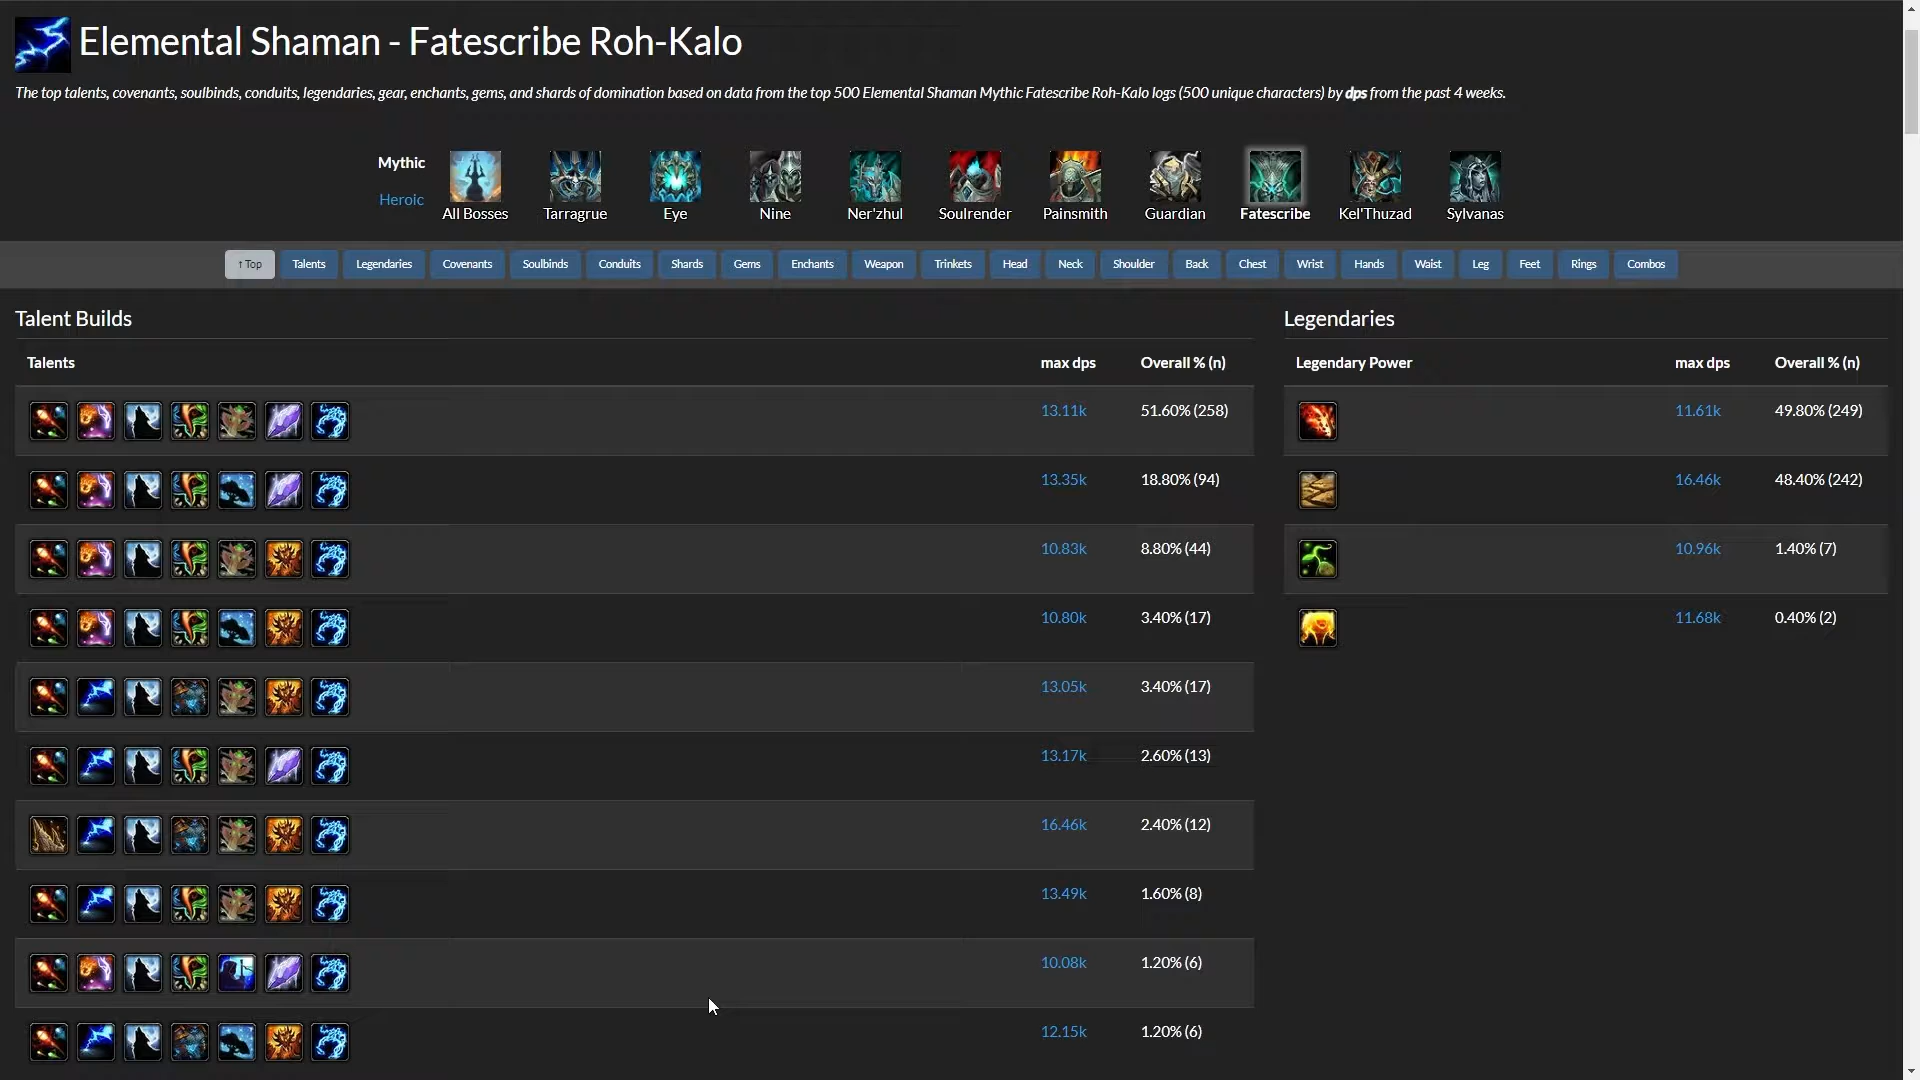 Elemental Shaman - Fatescribe Roh-Kalo
The top talents, covenants, soulbinds, conduits, legendaries, gear, enchants, gems, and shards of domination based on data from the top 500 Elemental Shaman Mythic Fatescribe Roh-Kalo logs (500 unique characters) by dps from the past 4 weeks.
Mythic
Heroic
All Bosses Tarragrue Eye Nine Ner'zhul Soulrender Painsmith Guardian Fatescribe Kel'Thuzad Sylvanas
↑ Top Talents Legendaries Covenants Soulbinds Conduits Shards Gems Enchants Weapon Trinkets Head Neck Shoulder Back Chest Wrist Hands Waist Leg Feet Rings Combos
Talent Builds
Talents max dps Overall % (n)
13.11k 51.60% (258)
13.35k 18.80% (94)
10.83k 8.80% (44)
10.80k 3.40% (17)
13.05k 3.40% (17)
13.17k 2.60% (13)
16.46k 2.40% (12)
13.49k 1.60% (8)
10.08k 1.20% (6)
12.15k 1.20% (6)
Legendaries
Legendary Power max dps Overall % (n)
11.61k 49.80% (249)
16.46k 48.40% (242)
10.96k 1.40% (7)
11.68k 0.40% (2)